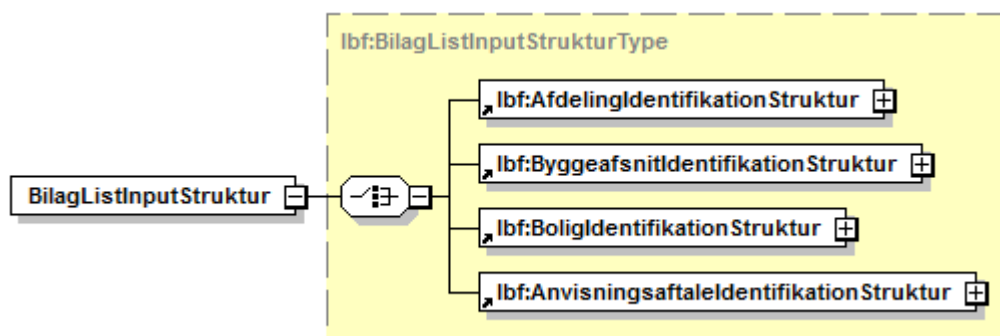 lbf:BilagListInputStrukturType
lbf:AfdelingIdentifikationStruktur
lbf:ByggeafsnitIdentifikationStruktur
BilagListInputStruktur
lbf:BoligIdentifikationStruktur
lbf:AnvisningsaftaleIdentifikationStruktur